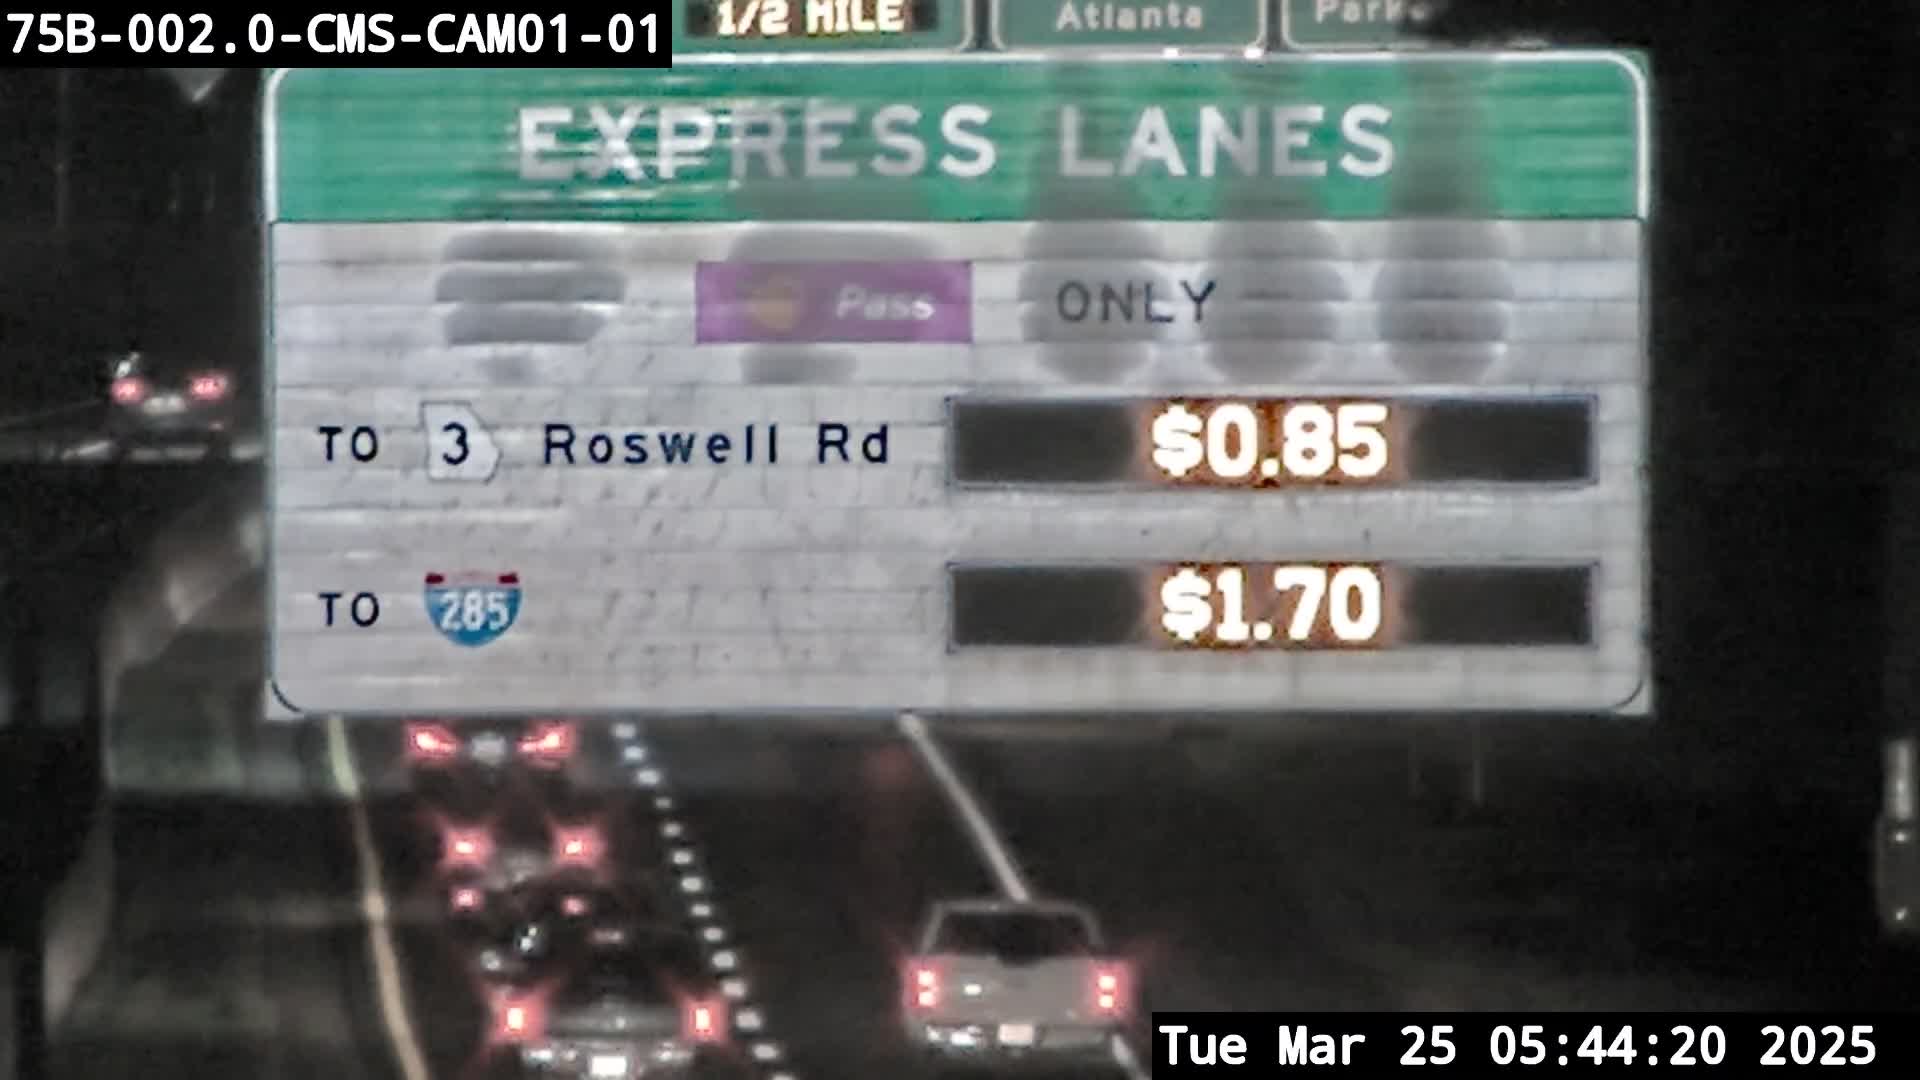 75B-002.0-CMS-CAM01-01
1/2 MILE
Atlanta
EXPRESS LANES
Pass ONLY
TO 3 Roswell Rd $0.85
TO 285 $1.70
Tue Mar 25 05:44:20 2025